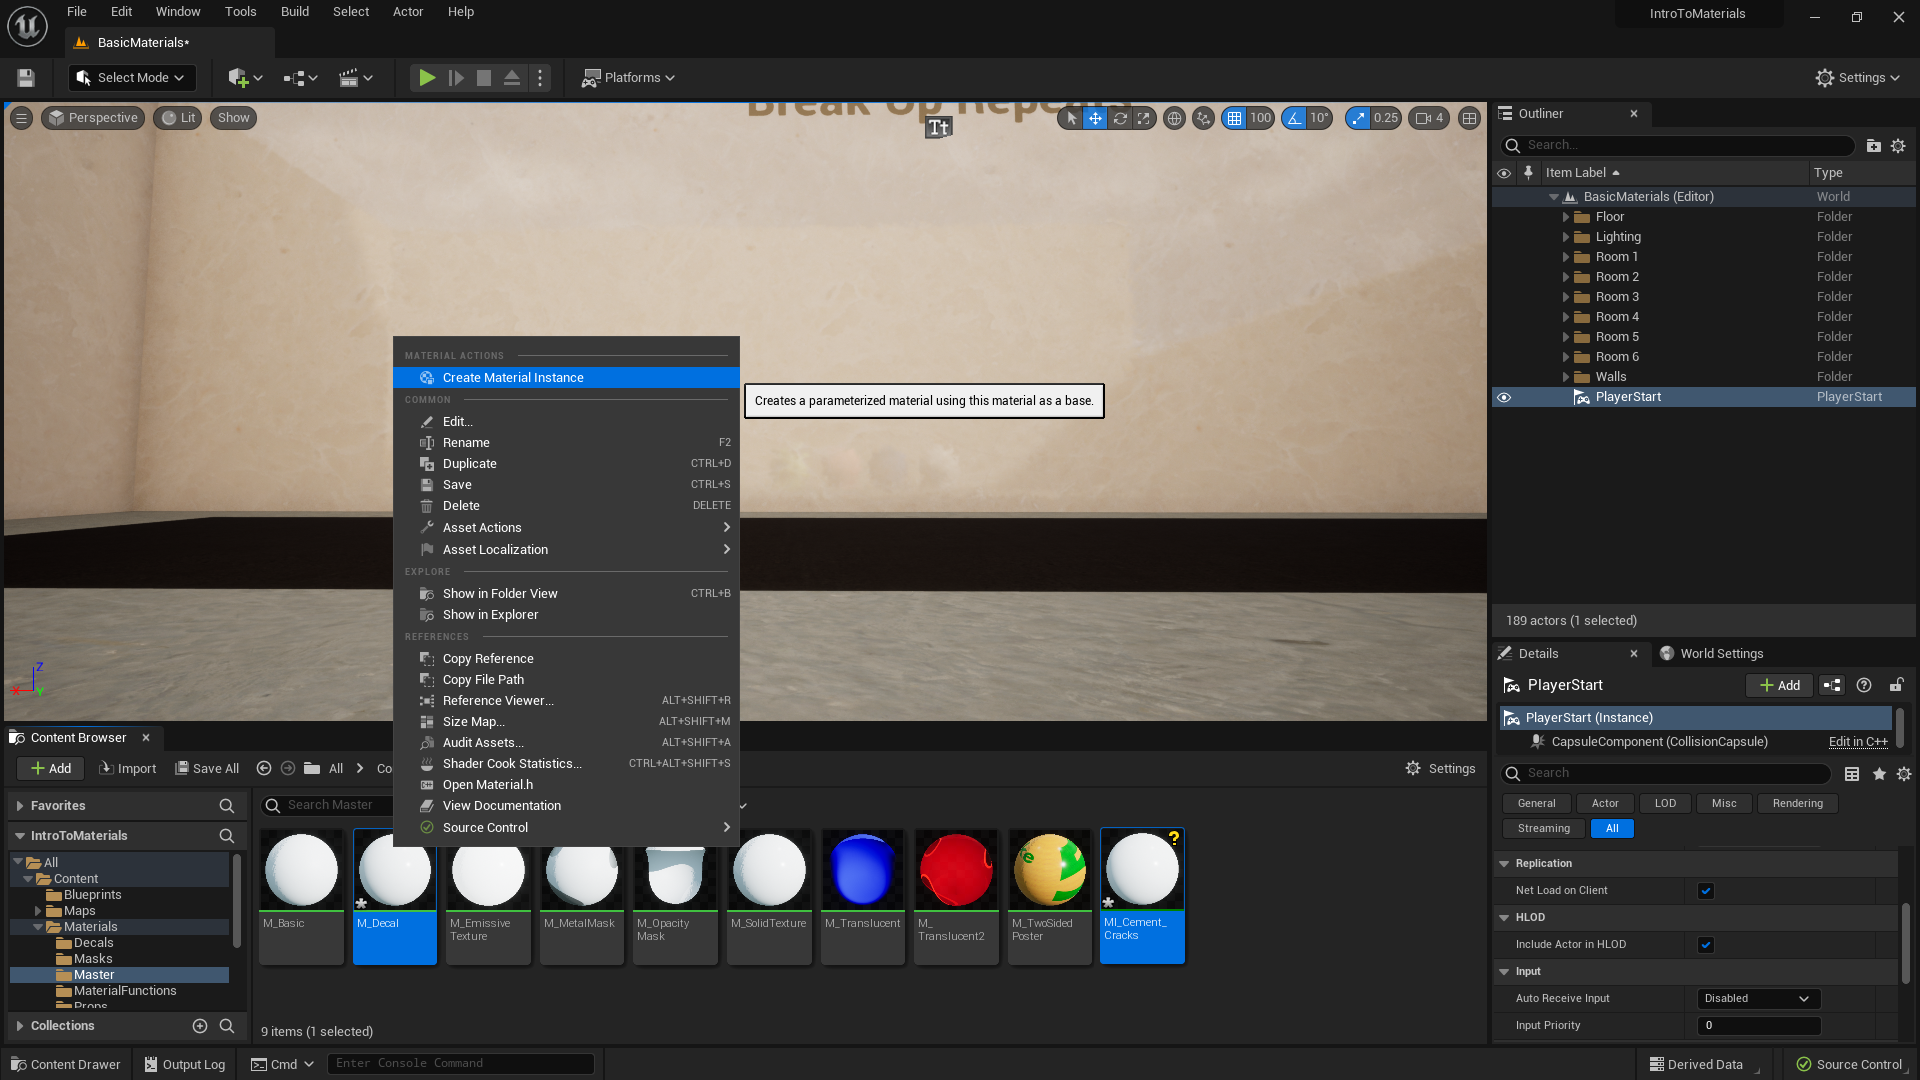 File Edit Window Tools Build Select Actor Help
IntroToMaterials
BasicMaterials*
Select Mode
Platforms
Settings
Perspective
Lit
Show
Break Up Repeats
Tt
100
10°
0.25
4
Outliner
Search...
Item Label Type
BasicMaterials (Editor) World
Floor Folder
Lighting Folder
Room 1 Folder
Room 2 Folder
Room 3 Folder
Room 4 Folder
Room 5 Folder
Room 6 Folder
Walls Folder
PlayerStart PlayerStart
189 actors (1 selected)
MATERIAL ACTIONS
Create Material Instance
Creates a parameterized material using this material as a base.
COMMON
Edit...
Rename F2
Duplicate CTRL+D
Save CTRL+S
Delete DELETE
Asset Actions
Asset Localization
EXPLORE
Show in Folder View CTRL+B
Show in Explorer
REFERENCES
Copy Reference
Copy File Path
Reference Viewer... ALT+SHIFT+R
Size Map... ALT+SHIFT+M
Audit Assets... ALT+SHIFT+A
Shader Cook Statistics... CTRL+ALT+SHIFT+S
Open Material.h
View Documentation
Source Control
Z
X
Y
Details
World Settings
PlayerStart
Add
PlayerStart (Instance)
CapsuleComponent (CollisionCapsule) Edit in C++
Search
General Actor LOD Misc Rendering
Streaming All
Replication
Net Load on Client
HLOD
Include Actor in HLOD
Input
Auto Receive Input Disabled
Input Priority 0
Content Browser
Add Import Save All All Co
Settings
Favorites
IntroToMaterials
All
Content
Blueprints
Maps
Materials
Decals
Masks
Master
MaterialFunctions
Props
Collections
Search Master
M_Basic
M_Decal
M_Emissive
Texture
M_MetalMask
M_Opacity
Mask
M_SolidTexture
M_Translucent
M_
Translucent2
M_TwoSided
Poster
?
MI_Cement_
Cracks
9 items (1 selected)
Content Drawer
Output Log
Cmd
Enter Console Command
Derived Data
Source Control